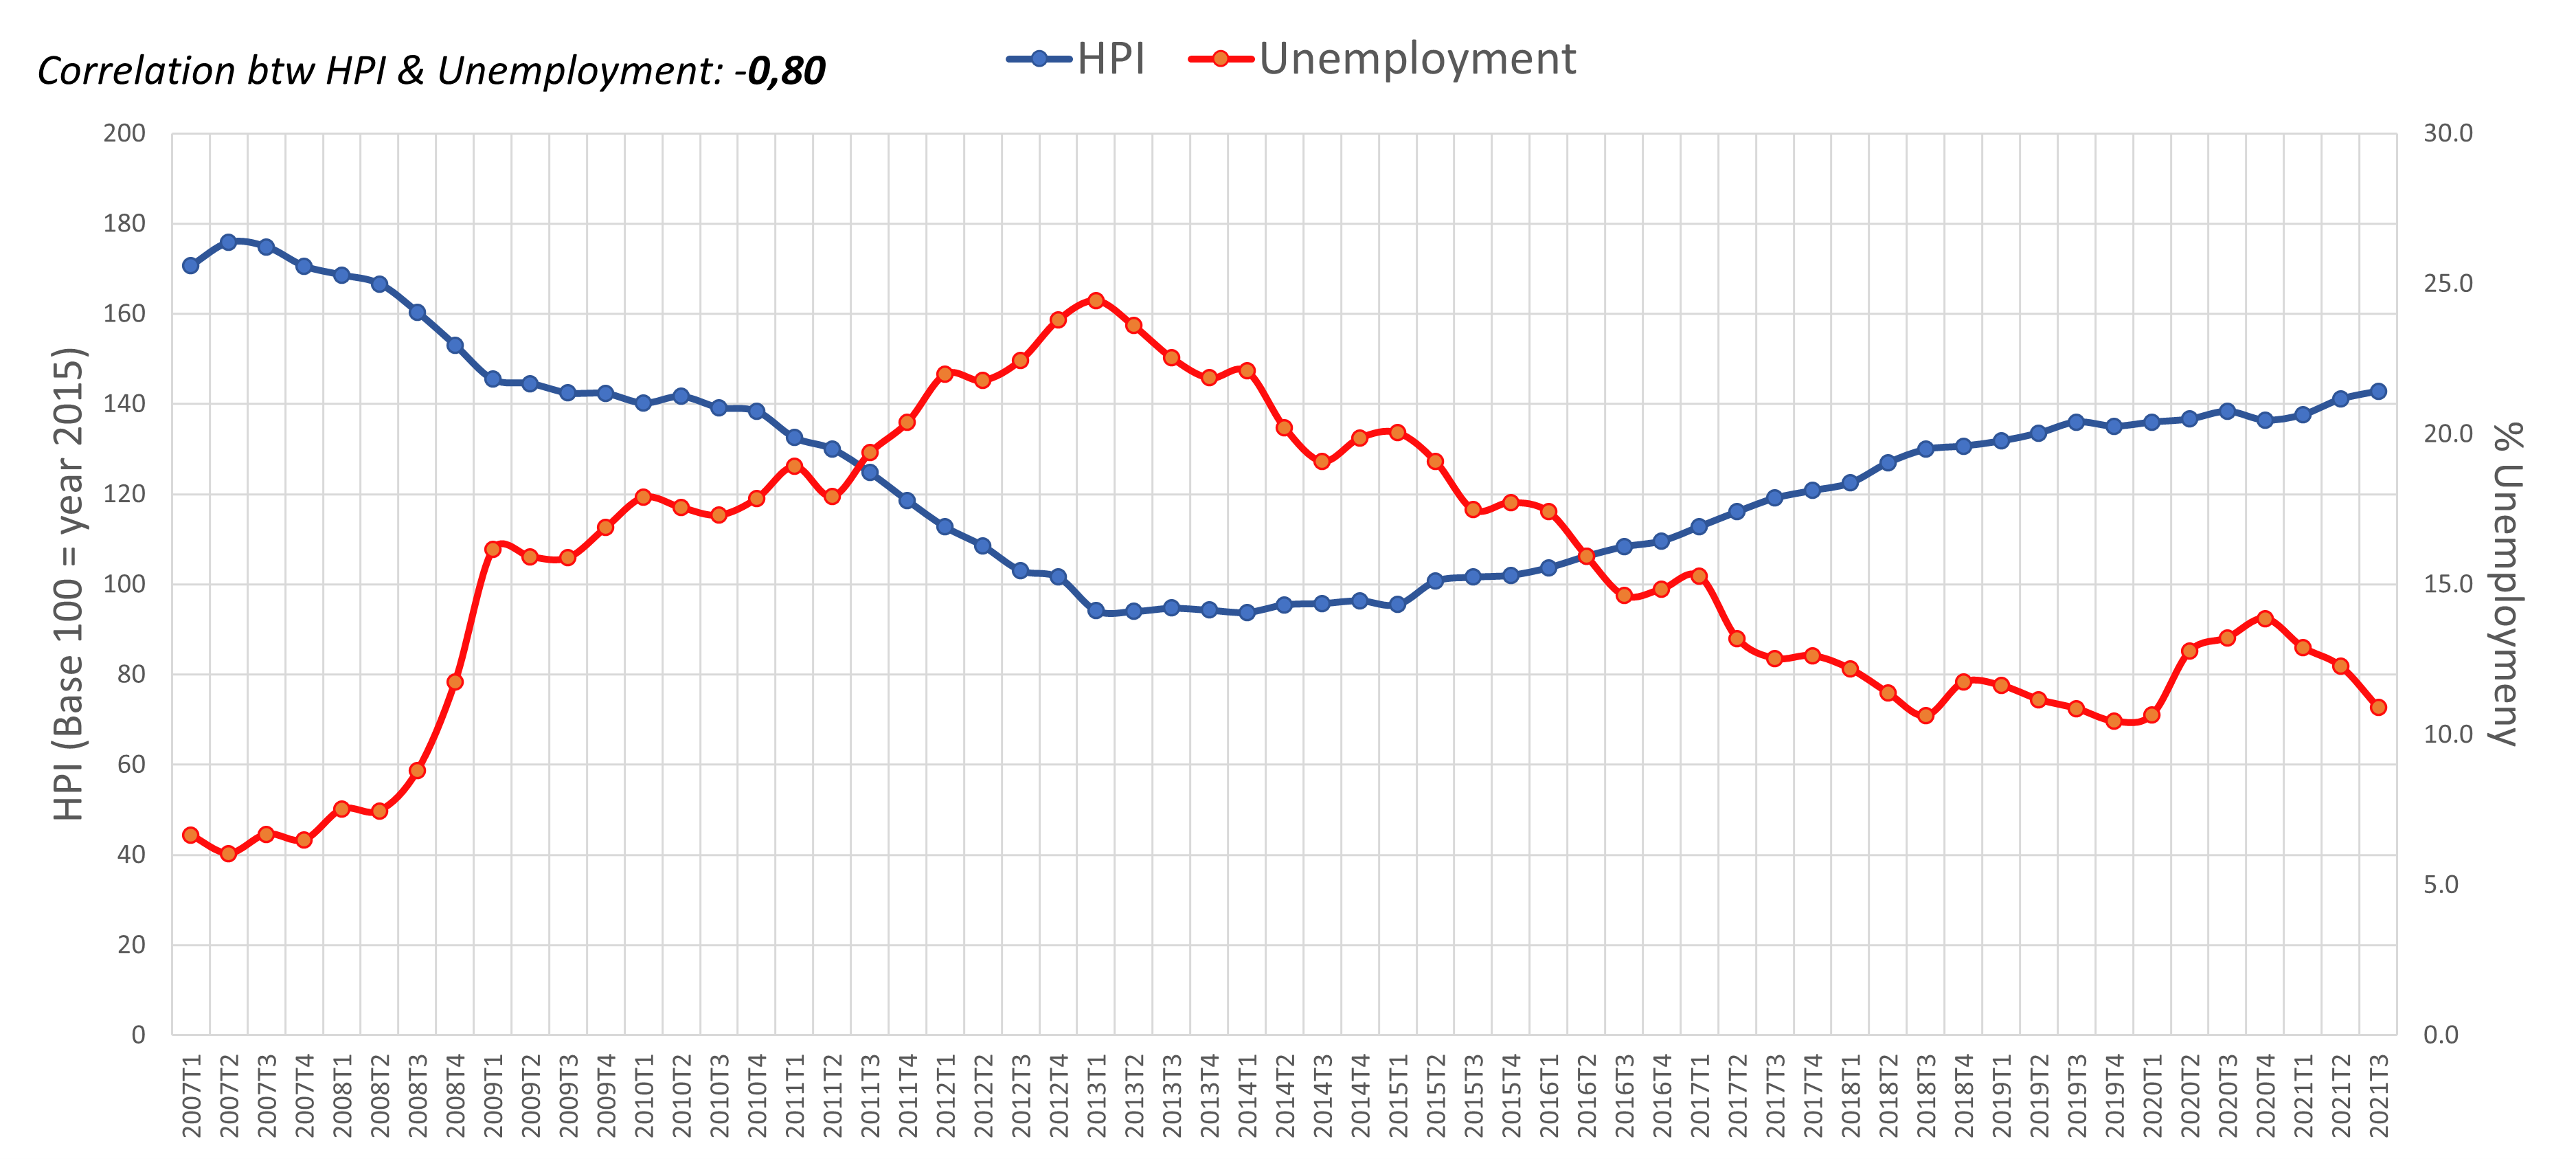 Correlation btw HPI & Unemployment: -0,80
HPI
Unemployment
200
180
160
140
120
100
80
60
40
20
0
HPI (Base 100 = year 2015)
30.0
25.0
20.0
15.0
10.0
5.0
0.0
% Unemploymeny
2007T1
2007T2
2007T3
2007T4
2008T1
2008T2
2008T3
2008T4
2009T1
2009T2
2009T3
2009T4
2010T1
2010T2
2010T3
2010T4
2011T1
2011T2
2011T3
2011T4
2012T1
2012T2
2012T3
2012T4
2013T1
2013T2
2013T3
2013T4
2014T1
2014T2
2014T3
2014T4
2015T1
2015T2
2015T3
2015T4
2016T1
2016T2
2016T3
2016T4
2017T1
2017T2
2017T3
2017T4
2018T1
2018T2
2018T3
2018T4
2019T1
2019T2
2019T3
2019T4
2020T1
2020T2
2020T3
2020T4
2021T1
2021T2
2021T3